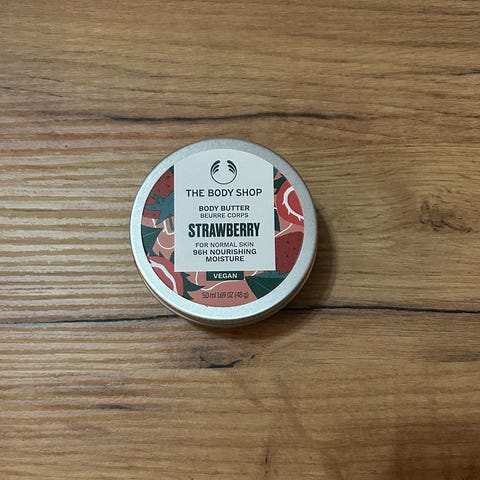 THE BODY SHOP
BODY BUTTER
BEURRE CORPS
STRAWBERRY
FOR NORMAL SKIN
96H NOURISHING
MOISTURE
VEGAN
50 ml 1.69 OZ (48 g)